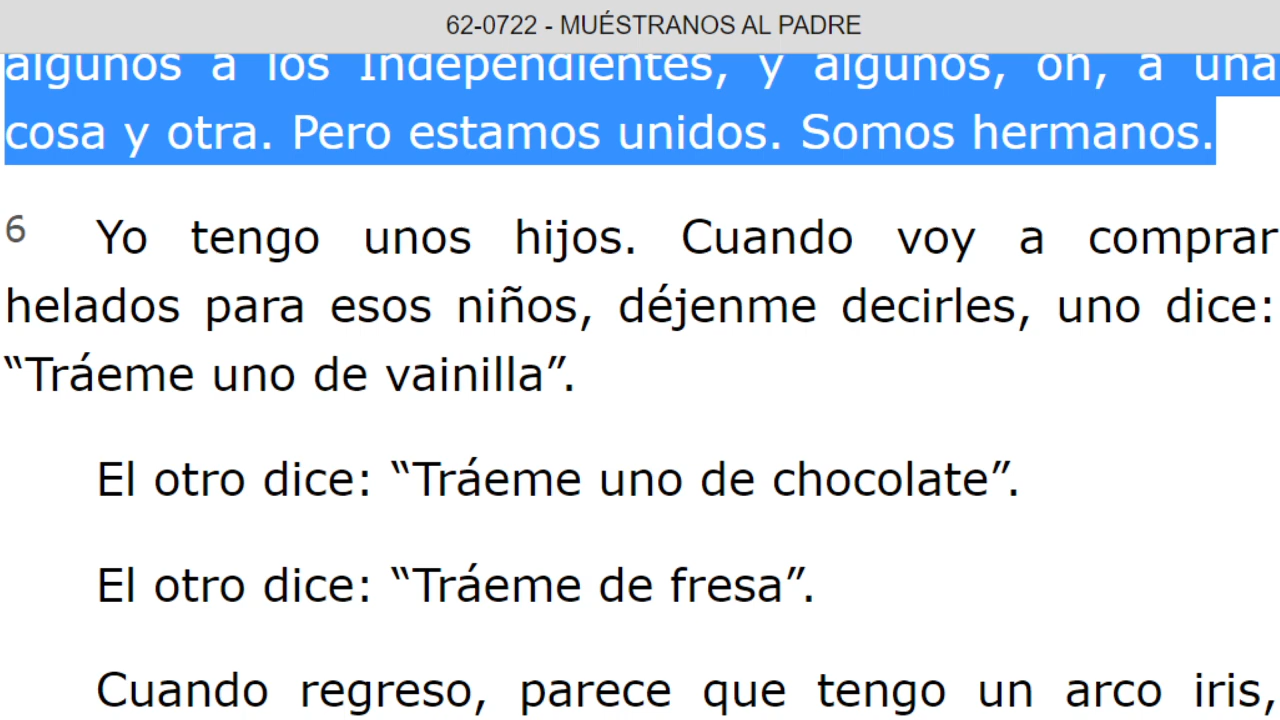 62-0722 - MUÉSTRANOS AL PADRE
algunos a los Independientes, y algunos, oh, a una
cosa y otra. Pero estamos unidos. Somos hermanos.
6 Yo tengo unos hijos. Cuando voy a comprar
helados para esos niños, déjenme decirles, uno dice:
“Tráeme uno de vainilla”.
El otro dice: “Tráeme uno de chocolate”.
El otro dice: “Tráeme de fresa”.
Cuando regreso, parece que tengo un arco iris,